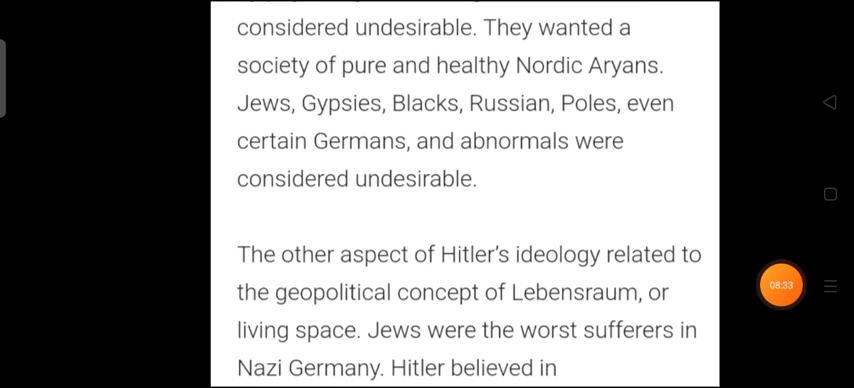 considered undesirable. They wanted a
society of pure and healthy Nordic Aryans.
Jews, Gypsies, Blacks, Russian, Poles, even
certain Germans, and abnormals were
considered undesirable.
The other aspect of Hitler’s ideology related to
the geopolitical concept of Lebensraum, or
living space. Jews were the worst sufferers in
Nazi Germany. Hitler believed in
08:33